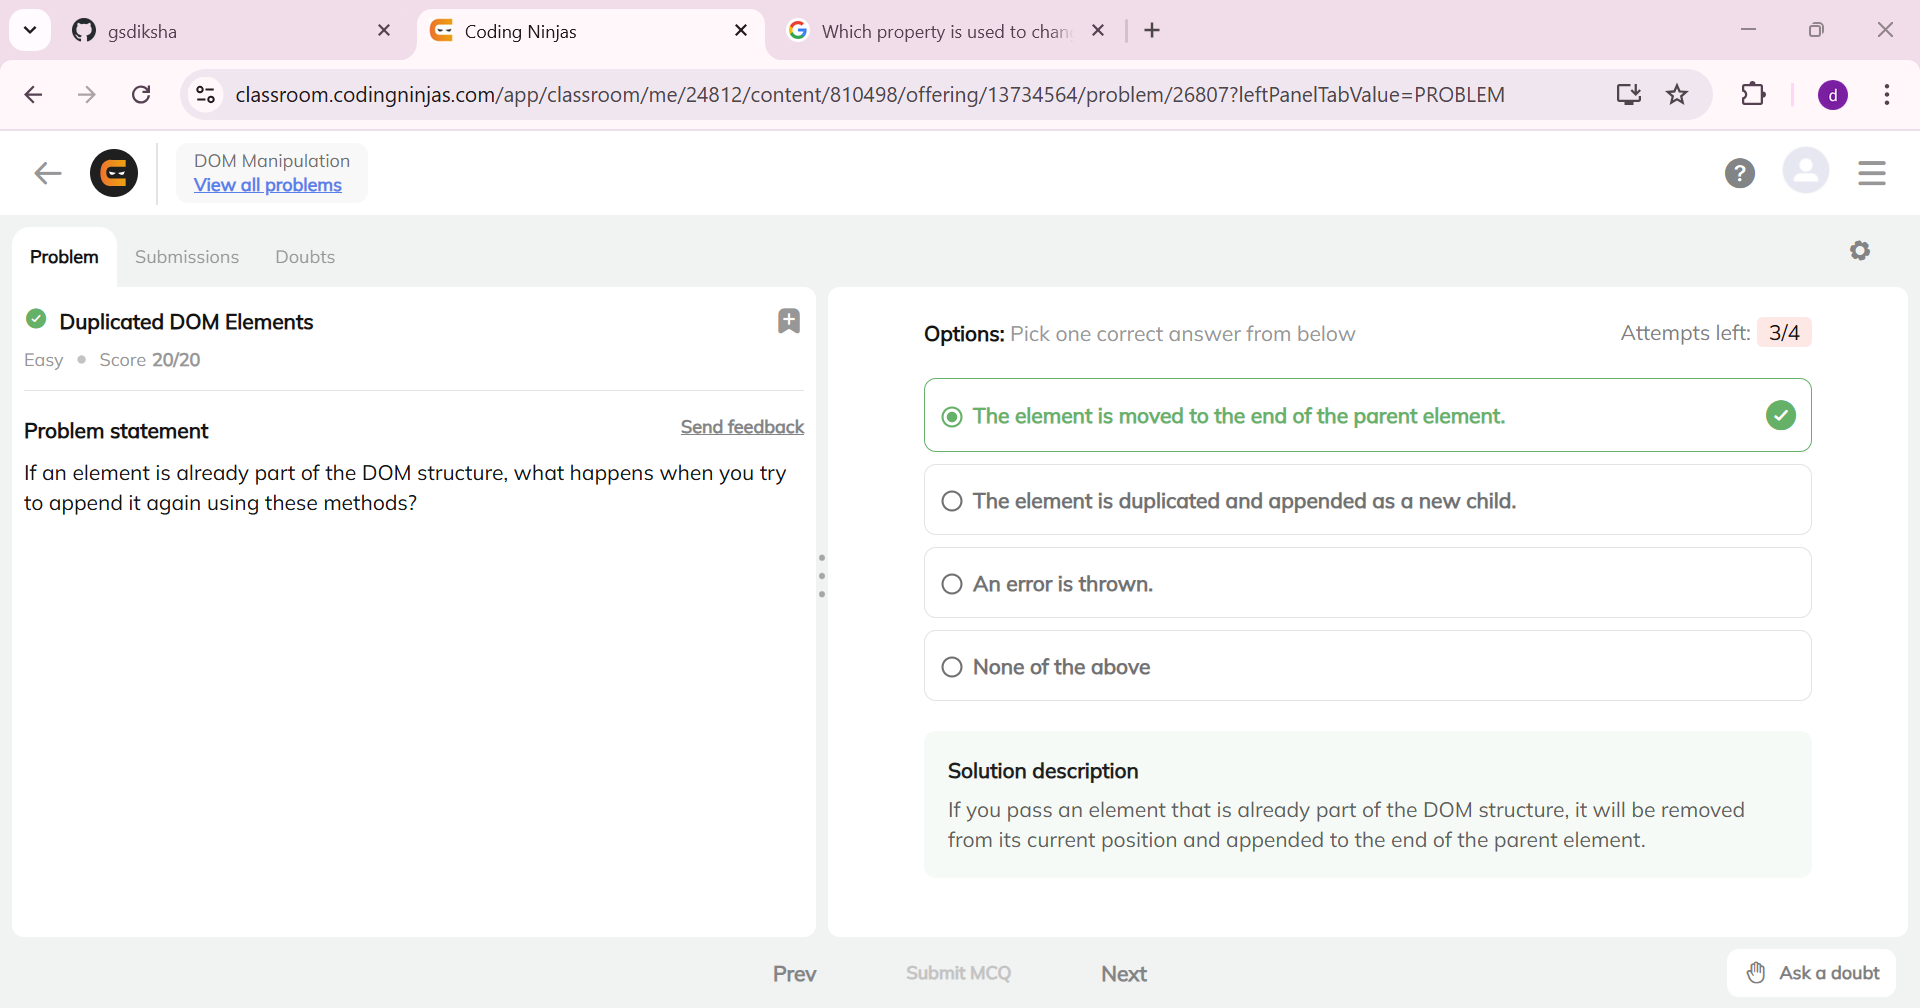 gsdiksha
Coding Ninjas
Which property is used to chan
classroom.codingninjas.com/app/classroom/me/24812/content/810498/offering/13734564/problem/26807?leftPanelTabValue=PROBLEM
d
DOM Manipulation
View all problems
?
Problem
Submissions
Doubts
Duplicated DOM Elements
Easy • Score 20/20
Problem statement
Send feedback
If an element is already part of the DOM structure, what happens when you try
to append it again using these methods?
Options: Pick one correct answer from below
Attempts left: 3/4
The element is moved to the end of the parent element.
The element is duplicated and appended as a new child.
An error is thrown.
None of the above
Solution description
If you pass an element that is already part of the DOM structure, it will be removed
from its current position and appended to the end of the parent element.
Prev
Submit MCQ
Next
Ask a doubt